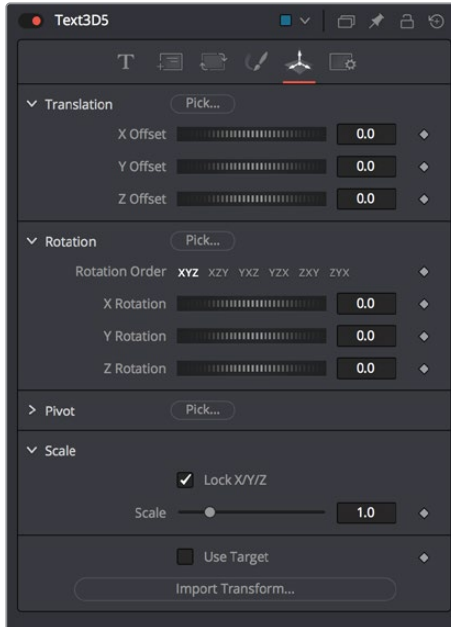 Text3D5
T
Translation Pick...
X Offset 0.0
Y Offset 0.0
Z Offset 0.0
Rotation Pick...
Rotation Order XYZ XZY YXZ YZX ZXY ZYX
X Rotation 0.0
Y Rotation 0.0
Z Rotation 0.0
Pivot Pick...
Scale
Lock X/Y/Z
Scale 1.0
Use Target
Import Transform...